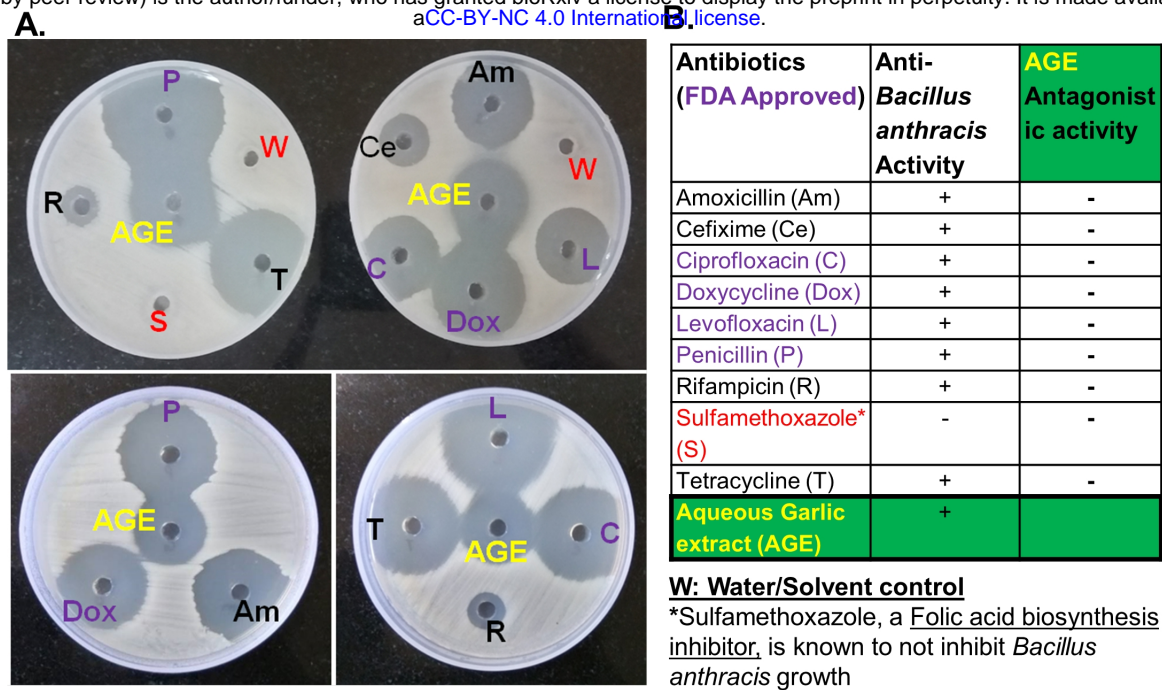 by peer review) is the author/funder, who has granted bioRxiv a license to display the preprint in perpetuity. It is made
aCC-BY-NC 4.0 International license.
A.
B.
P
W
R
AGE
T
S
Am
Ce
W
AGE
C
L
Dox
P
AGE
Dox
Am
L
T
C
AGE
R
Antibiotics (FDA Approved) Anti-Bacillus anthracis Activity AGE Antagonistic activity
Amoxicillin (Am) + -
Cefixime (Ce) + -
Ciprofloxacin (C) + -
Doxycycline (Dox) + -
Levofloxacin (L) + -
Penicillin (P) + -
Rifampicin (R) + -
Sulfamethoxazole* (S) - -
Tetracycline (T) + -
Aqueous Garlic extract (AGE) +
W: Water/Solvent control
*Sulfamethoxazole, a Folic acid biosynthesis
inhibitor, is known to not inhibit Bacillus
anthracis growth